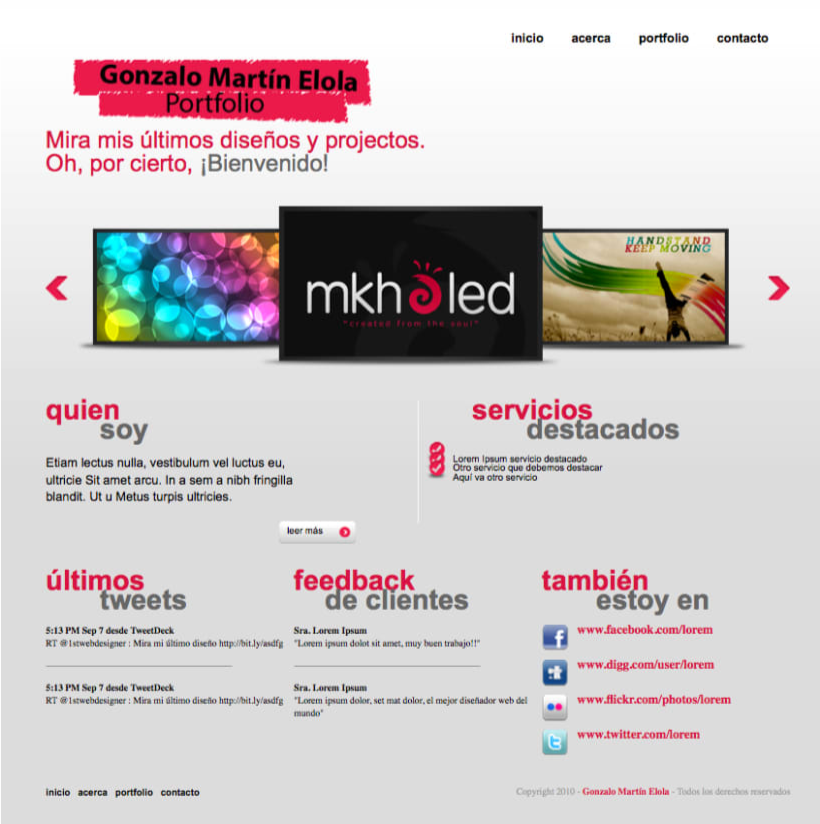 inicio acerca portfolio contacto
Gonzalo Martín Elola
Portfolio
Mira mis últimos diseños y projectos.
Oh, por cierto, ¡Bienvenido!
HANDSTAND
KEEP MOVING
mkholed
"created from the soul"
quien
soy
Etiam lectus nulla, vestibulum vel luctus eu,
ultricie Sit amet arcu. In a sem a nibh fringilla
blandit. Ut u Metus turpis ultricies.
leer más
servicios
destacados
Lorem Ipsum servicio destacado
Otro servicio que debemos destacar
Aquí va otro servicio
últimos
tweets
5:13 PM Sep 7 desde TweetDeck
RT @1stwebdesigner : Mira mi último diseño http://bit.ly/asdfg
5:13 PM Sep 7 desde TweetDeck
RT @1stwebdesigner : Mira mi último diseño http://bit.ly/asdfg
feedback
de clientes
Sra. Lorem Ipsum
"Lorem ipsum dolot sit amet, muy buen trabajo!!"
Sra. Lorem Ipsum
"Lorem ipsum dolor, set mat dolor, el mejor diseñador web del
mundo"
también
estoy en
www.facebook.com/lorem
www.digg.com/user/lorem
www.flickr.com/photos/lorem
www.twitter.com/lorem
inicio acerca portfolio contacto
Copyright 2010 - Gonzalo Martín Elola - Todos los derechos reservados